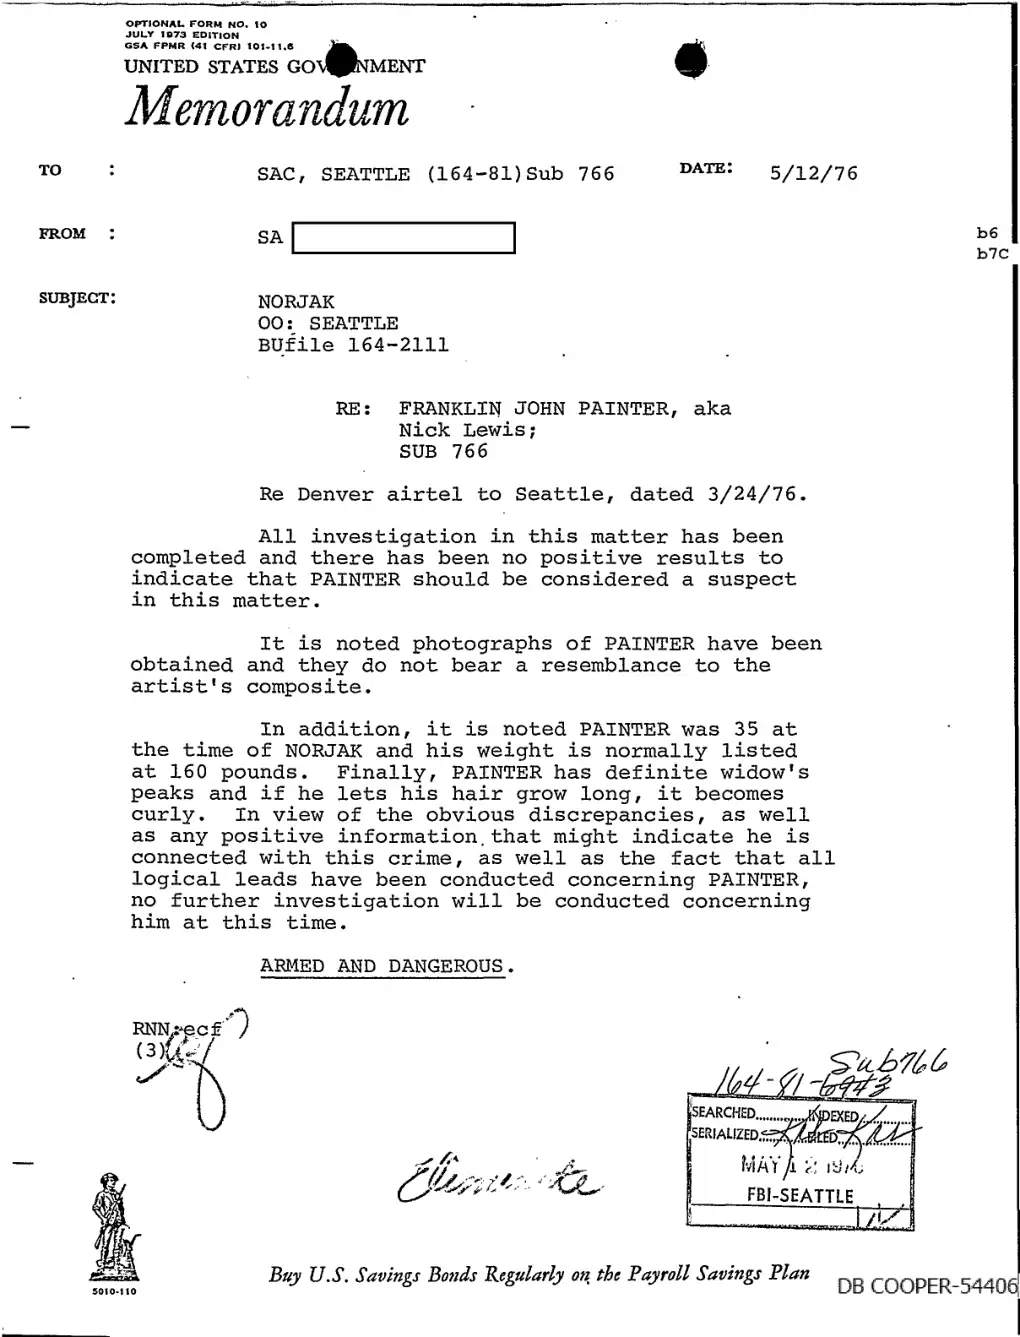 OPTIONAL FORM NO. 10
JULY 1973 EDITION
GSA FPMR (41 CFR) 101-11.6
UNITED STATES GOV NMENT
Memorandum
TO : SAC, SEATTLE (164-81)Sub 766 DATE: 5/12/76
FROM : SA
b6
b7C
SUBJECT: NORJAK
OO: SEATTLE
BUfile 164-2111
RE: FRANKLIN JOHN PAINTER, aka
Nick Lewis;
SUB 766
Re Denver airtel to Seattle, dated 3/24/76.
All investigation in this matter has been
completed and there has been no positive results to
indicate that PAINTER should be considered a suspect
in this matter.
It is noted photographs of PAINTER have been
obtained and they do not bear a resemblance to the
artist's composite.
In addition, it is noted PAINTER was 35 at
the time of NORJAK and his weight is normally listed
at 160 pounds. Finally, PAINTER has definite widow's
peaks and if he lets his hair grow long, it becomes
curly. In view of the obvious discrepancies, as well
as any positive information that might indicate he is
connected with this crime, as well as the fact that all
logical leads have been conducted concerning PAINTER,
no further investigation will be conducted concerning
him at this time.
ARMED AND DANGEROUS.
RNN:ecf
(3)
Sub 766
164-81-6943
SEARCHED........INDEXED........
SERIALIZED........FILED........
MAY 12 1976
FBI-SEATTLE
Eliminate
5010-110
Buy U.S. Savings Bonds Regularly on the Payroll Savings Plan
DB COOPER-54406